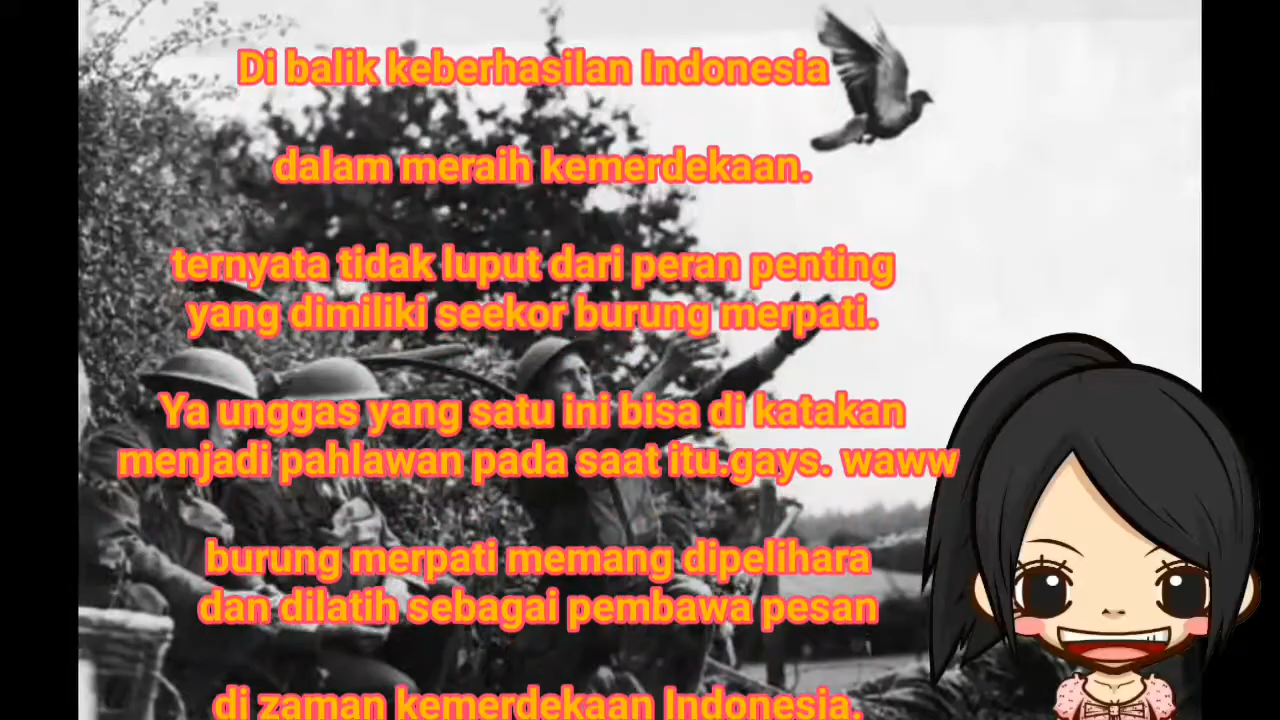 Di balik keberhasilan Indonesia
dalam meraih kemerdekaan.
ternyata tidak luput dari peran penting
yang dimiliki seekor burung merpati.
Ya unggas yang satu ini bisa di katakan
menjadi pahlawan pada saat itu.gays. waww
burung merpati memang dipelihara
dan dilatih sebagai pembawa pesan
di zaman kemerdekaan Indonesia.